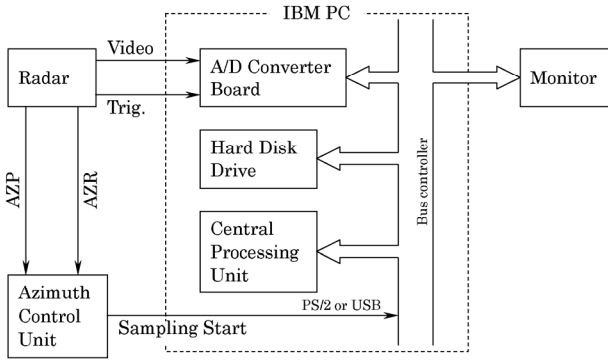 IBM PC
Video
Radar
A/D Converter
Board
Monitor
Trig.
Hard Disk
Drive
AZP
AZR
Bus controller
Central
Processing
Unit
Azimuth
Control
Unit
PS/2 or USB
Sampling Start